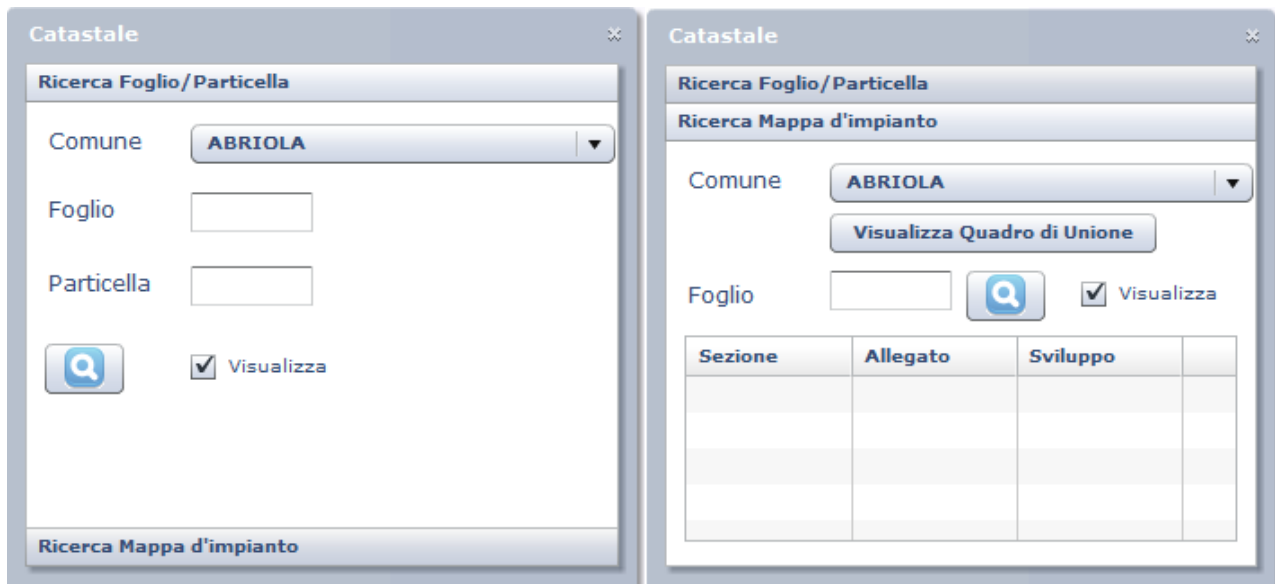 Catastale
Ricerca Foglio/Particella
Comune ABRIOLA
Foglio
Particella
Visualizza
Ricerca Mappa d'impianto
Catastale
Ricerca Foglio/Particella
Ricerca Mappa d'impianto
Comune ABRIOLA
Visualizza Quadro di Unione
Foglio Visualizza
Sezione Allegato Sviluppo